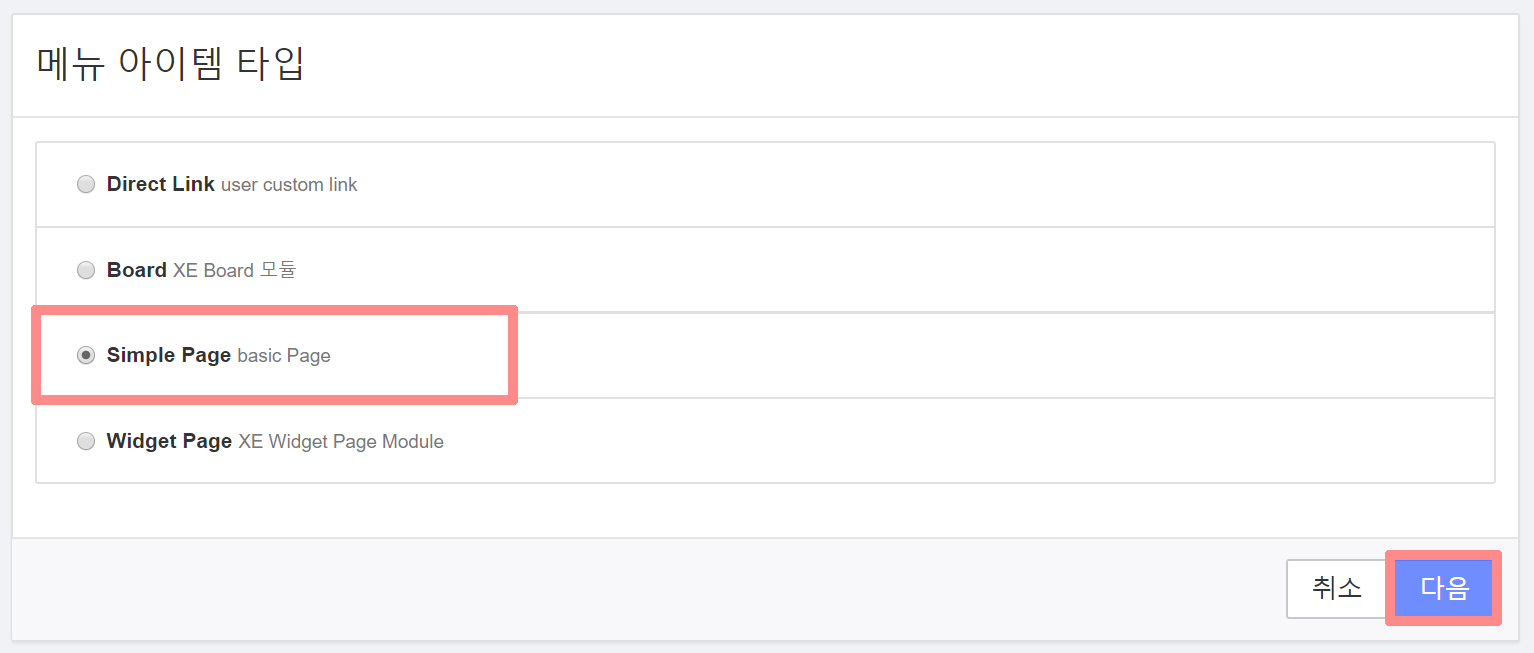 메뉴 아이템 타입
Direct Link user custom link
Board XE Board 모듈
Simple Page basic Page
Widget Page XE Widget Page Module
취소 다음